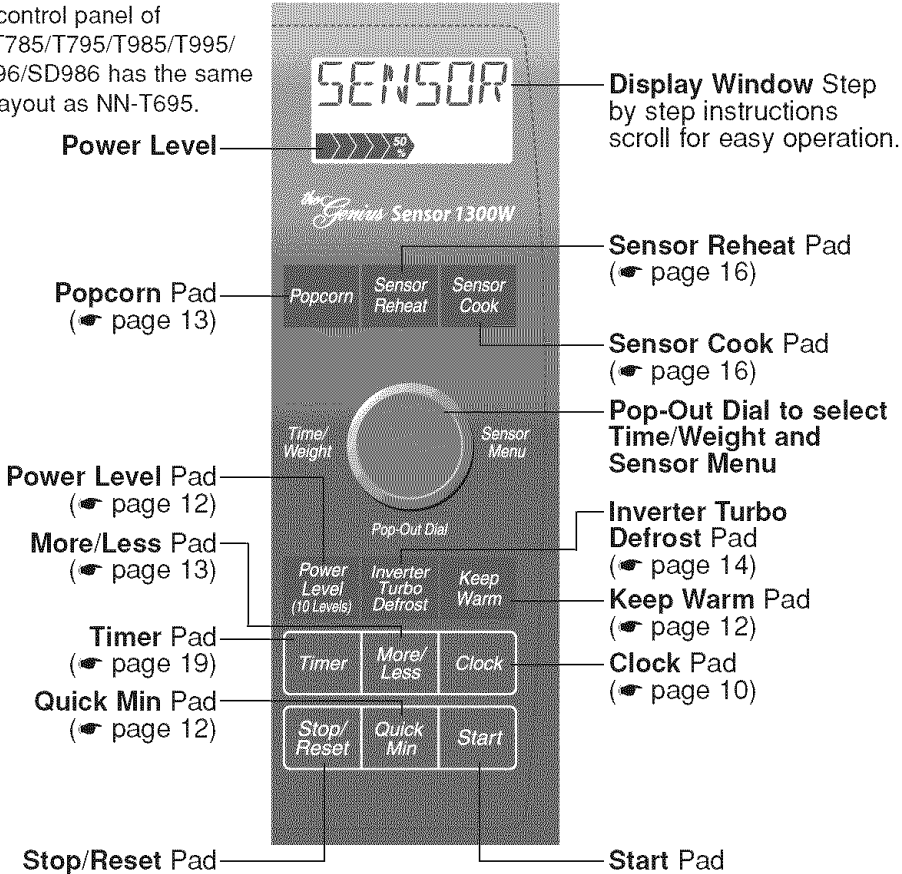 control panel of
T785/T795/T985/T995/
96/SD986 has the same
layout as NN-T695.
Power Level
Popcorn Pad
(☛ page 13)
Power Level Pad
(☛ page 12)
More/Less Pad
(☛ page 13)
Timer Pad
(☛ page 19)
Quick Min Pad
(☛ page 12)
Stop/Reset Pad
SENSOR
50
%
the Genius Sensor 1300W
Popcorn
Sensor
Reheat
Sensor
Cook
Time/
Weight
Sensor
Menu
Pop-Out Dial
Power
Level
(10 Levels)
Inverter
Turbo
Defrost
Keep
Warm
Timer
More/
Less
Clock
Stop/
Reset
Quick
Min
Start
Display Window Step
by step instructions
scroll for easy operation.
Sensor Reheat Pad
(☛ page 16)
Sensor Cook Pad
(☛ page 16)
Pop-Out Dial to select
Time/Weight and
Sensor Menu
Inverter Turbo
Defrost Pad
(☛ page 14)
Keep Warm Pad
(☛ page 12)
Clock Pad
(☛ page 10)
Start Pad